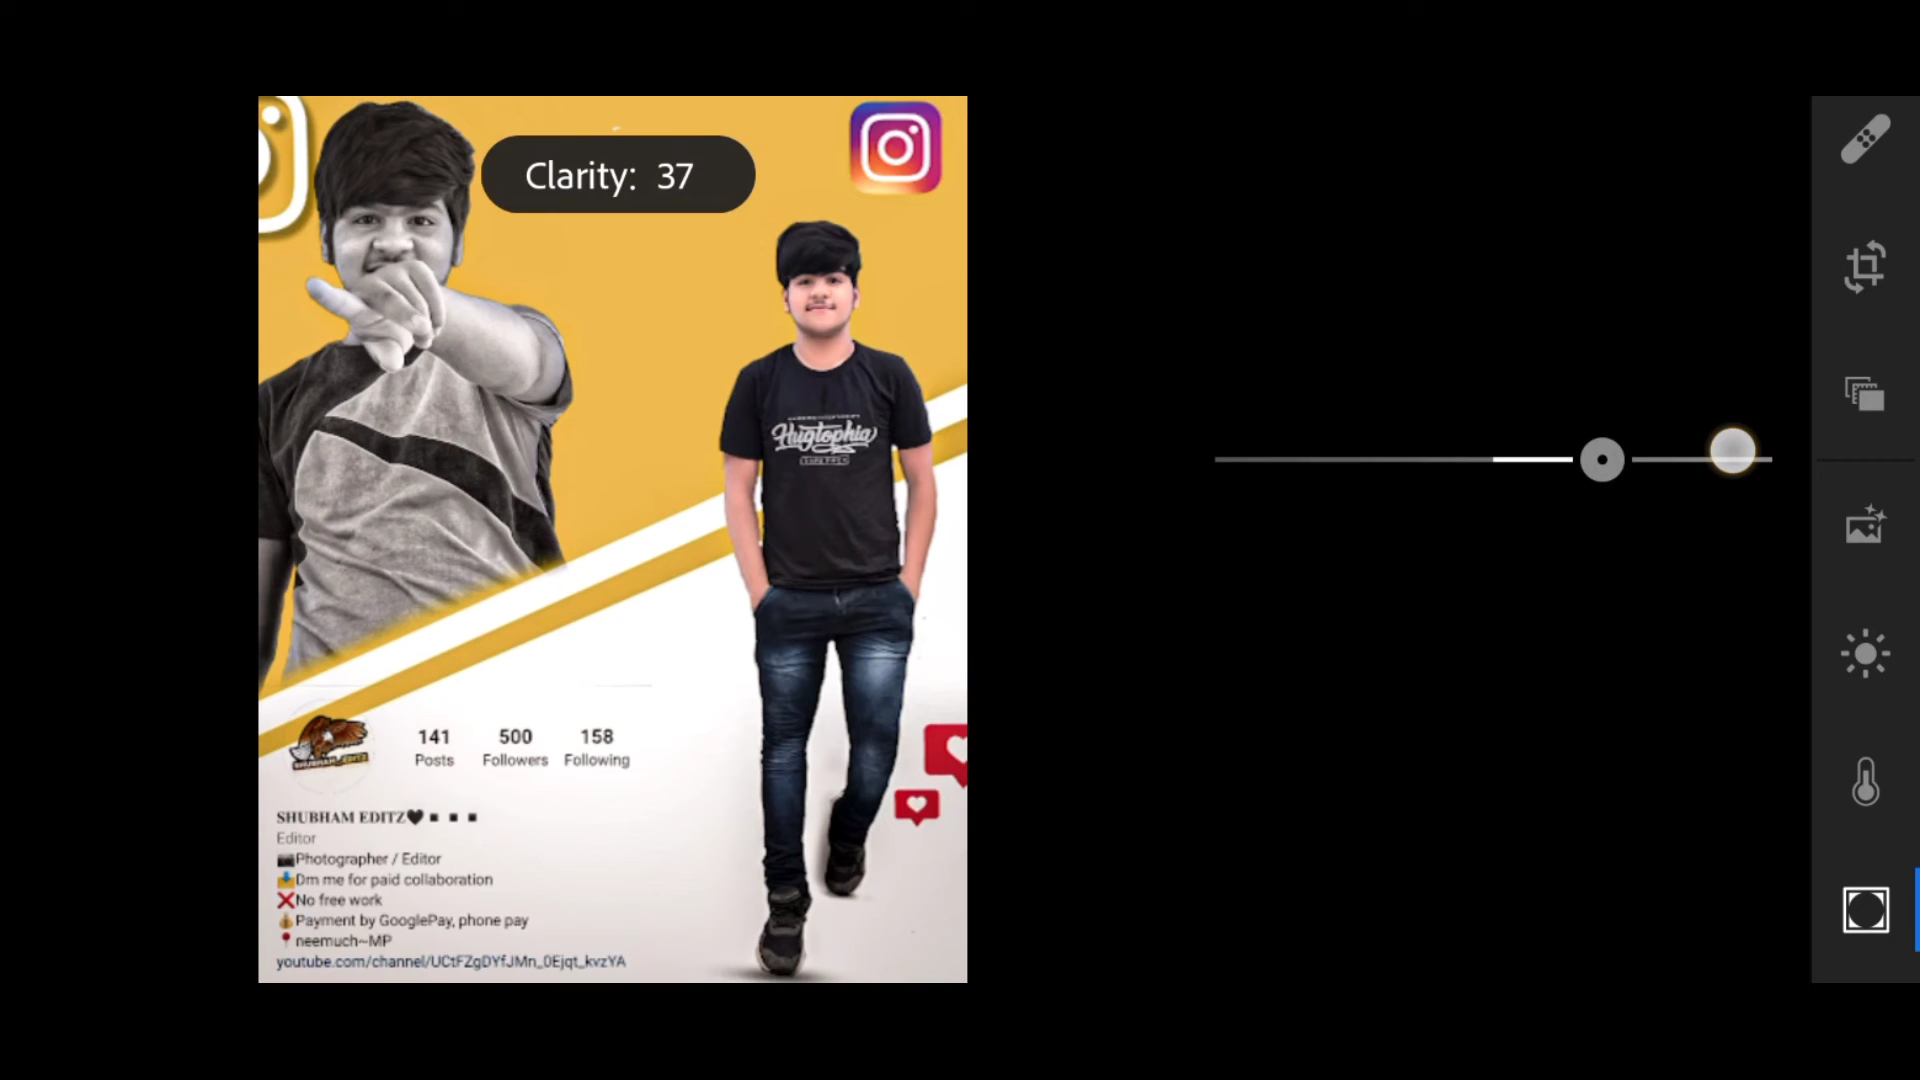 Clarity: 37
Hugtophia
SHUBHAM_EDITZ
141 500 158
Posts Followers Following
SHUBHAM EDITZ🖤▪▪▪
Editor
📷Photographer / Editor
📩Dm me for paid collaboration
❌No free work
💰Payment by GooglePay, phone pay
📍neemuch~MP
youtube.com/channel/UCtFZgDYfJMn_0Ejqt_kvzYA